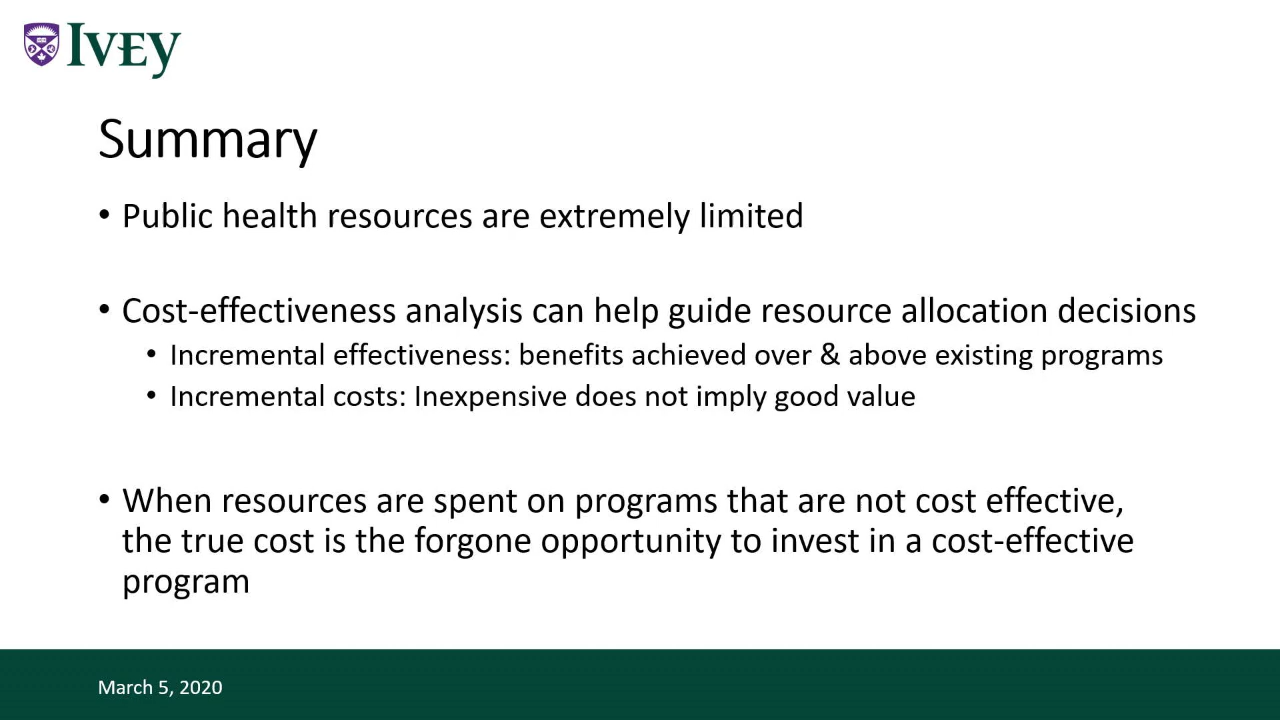 IVEY
Summary
• Public health resources are extremely limited
• Cost-effectiveness analysis can help guide resource allocation decisions
• Incremental effectiveness: benefits achieved over & above existing programs
• Incremental costs: Inexpensive does not imply good value
• When resources are spent on programs that are not cost effective,
the true cost is the forgone opportunity to invest in a cost-effective
program
March 5, 2020